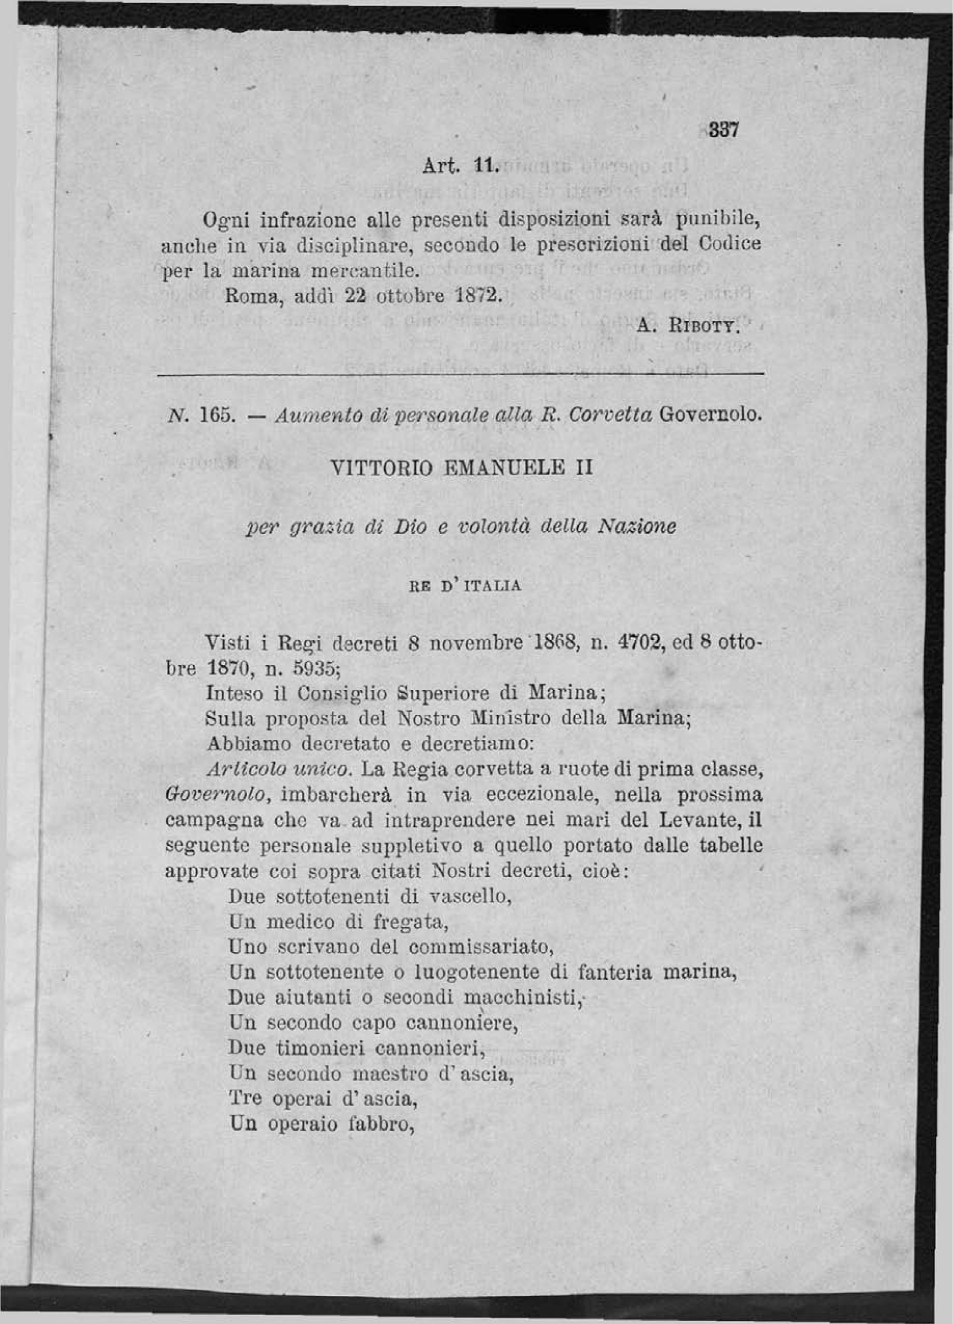 337
Art. 11.
Ogni infrazione alle presenti disposizioni sarà punibile,
anche in via disciplinare, secondo le prescrizioni del Codice
per la marina mercantile.
Roma, addì 22 ottobre 1872.
A. RIBOTY.
N. 165. — Aumento di personale alla R. Corvetta Governolo.
VITTORIO EMANUELE II
per grazia di Dio e volontà della Nazione
RE D'ITALIA
Visti i Regi decreti 8 novembre 1868, n. 4702, ed 8 otto-
bre 1870, n. 5935;
Inteso il Consiglio Superiore di Marina;
Sulla proposta del Nostro Ministro della Marina;
Abbiamo decretato e decretiamo:
Articolo unico. La Regia corvetta a ruote di prima classe,
Governolo, imbarcherà in via eccezionale, nella prossima
campagna che va ad intraprendere nei mari del Levante, il
seguente personale suppletivo a quello portato dalle tabelle
approvate coi sopra citati Nostri decreti, cioè:
Due sottotenenti di vascello,
Un medico di fregata,
Uno scrivano del commissariato,
Un sottotenente o luogotenente di fanteria marina,
Due aiutanti o secondi macchinisti,
Un secondo capo cannoniere,
Due timonieri cannonieri,
Un secondo maestro d'ascia,
Tre operai d'ascia,
Un operaio fabbro,